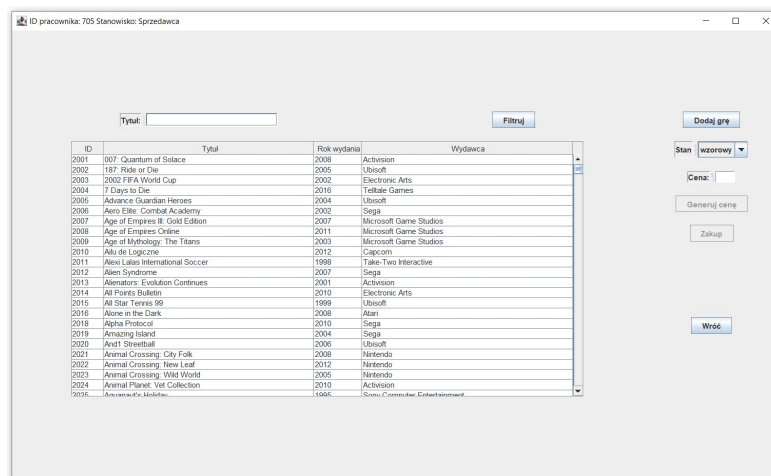 ID pracownika: 705 Stanowisko: Sprzedawca
Tytuł: Filtruj Dodaj grę
Stan wzorowy
Cena:
Generuj cenę
Zakup
Wróć
ID Tytuł Rok wydania Wydawca
2001 007: Quantum of Solace 2008 Activision
2002 187: Ride or Die 2005 Ubisoft
2003 2002 FIFA World Cup 2002 Electronic Arts
2004 7 Days to Die 2016 Telltale Games
2005 Advance Guardian Heroes 2004 Ubisoft
2006 Aero Elite: Combat Academy 2002 Sega
2007 Age of Empires III: Gold Edition 2007 Microsoft Game Studios
2008 Age of Empires Online 2011 Microsoft Game Studios
2009 Age of Mythology: The Titans 2003 Microsoft Game Studios
2010 Ailu de Logiczne 2012 Capcom
2011 Alexi Lalas International Soccer 1998 Take-Two Interactive
2012 Alien Syndrome 2007 Sega
2013 Alienators: Evolution Continues 2001 Activision
2014 All Points Bulletin 2010 Electronic Arts
2015 All Star Tennis 99 1999 Ubisoft
2016 Alone in the Dark 2008 Atari
2018 Alpha Protocol 2010 Sega
2019 Amazing Island 2004 Sega
2020 And1 Streetball 2006 Ubisoft
2021 Animal Crossing: City Folk 2008 Nintendo
2022 Animal Crossing: New Leaf 2012 Nintendo
2023 Animal Crossing: Wild World 2005 Nintendo
2024 Animal Planet: Vet Collection 2010 Activision
2025 Aquanaut's Holiday 1995 Sony Computer Entertainment